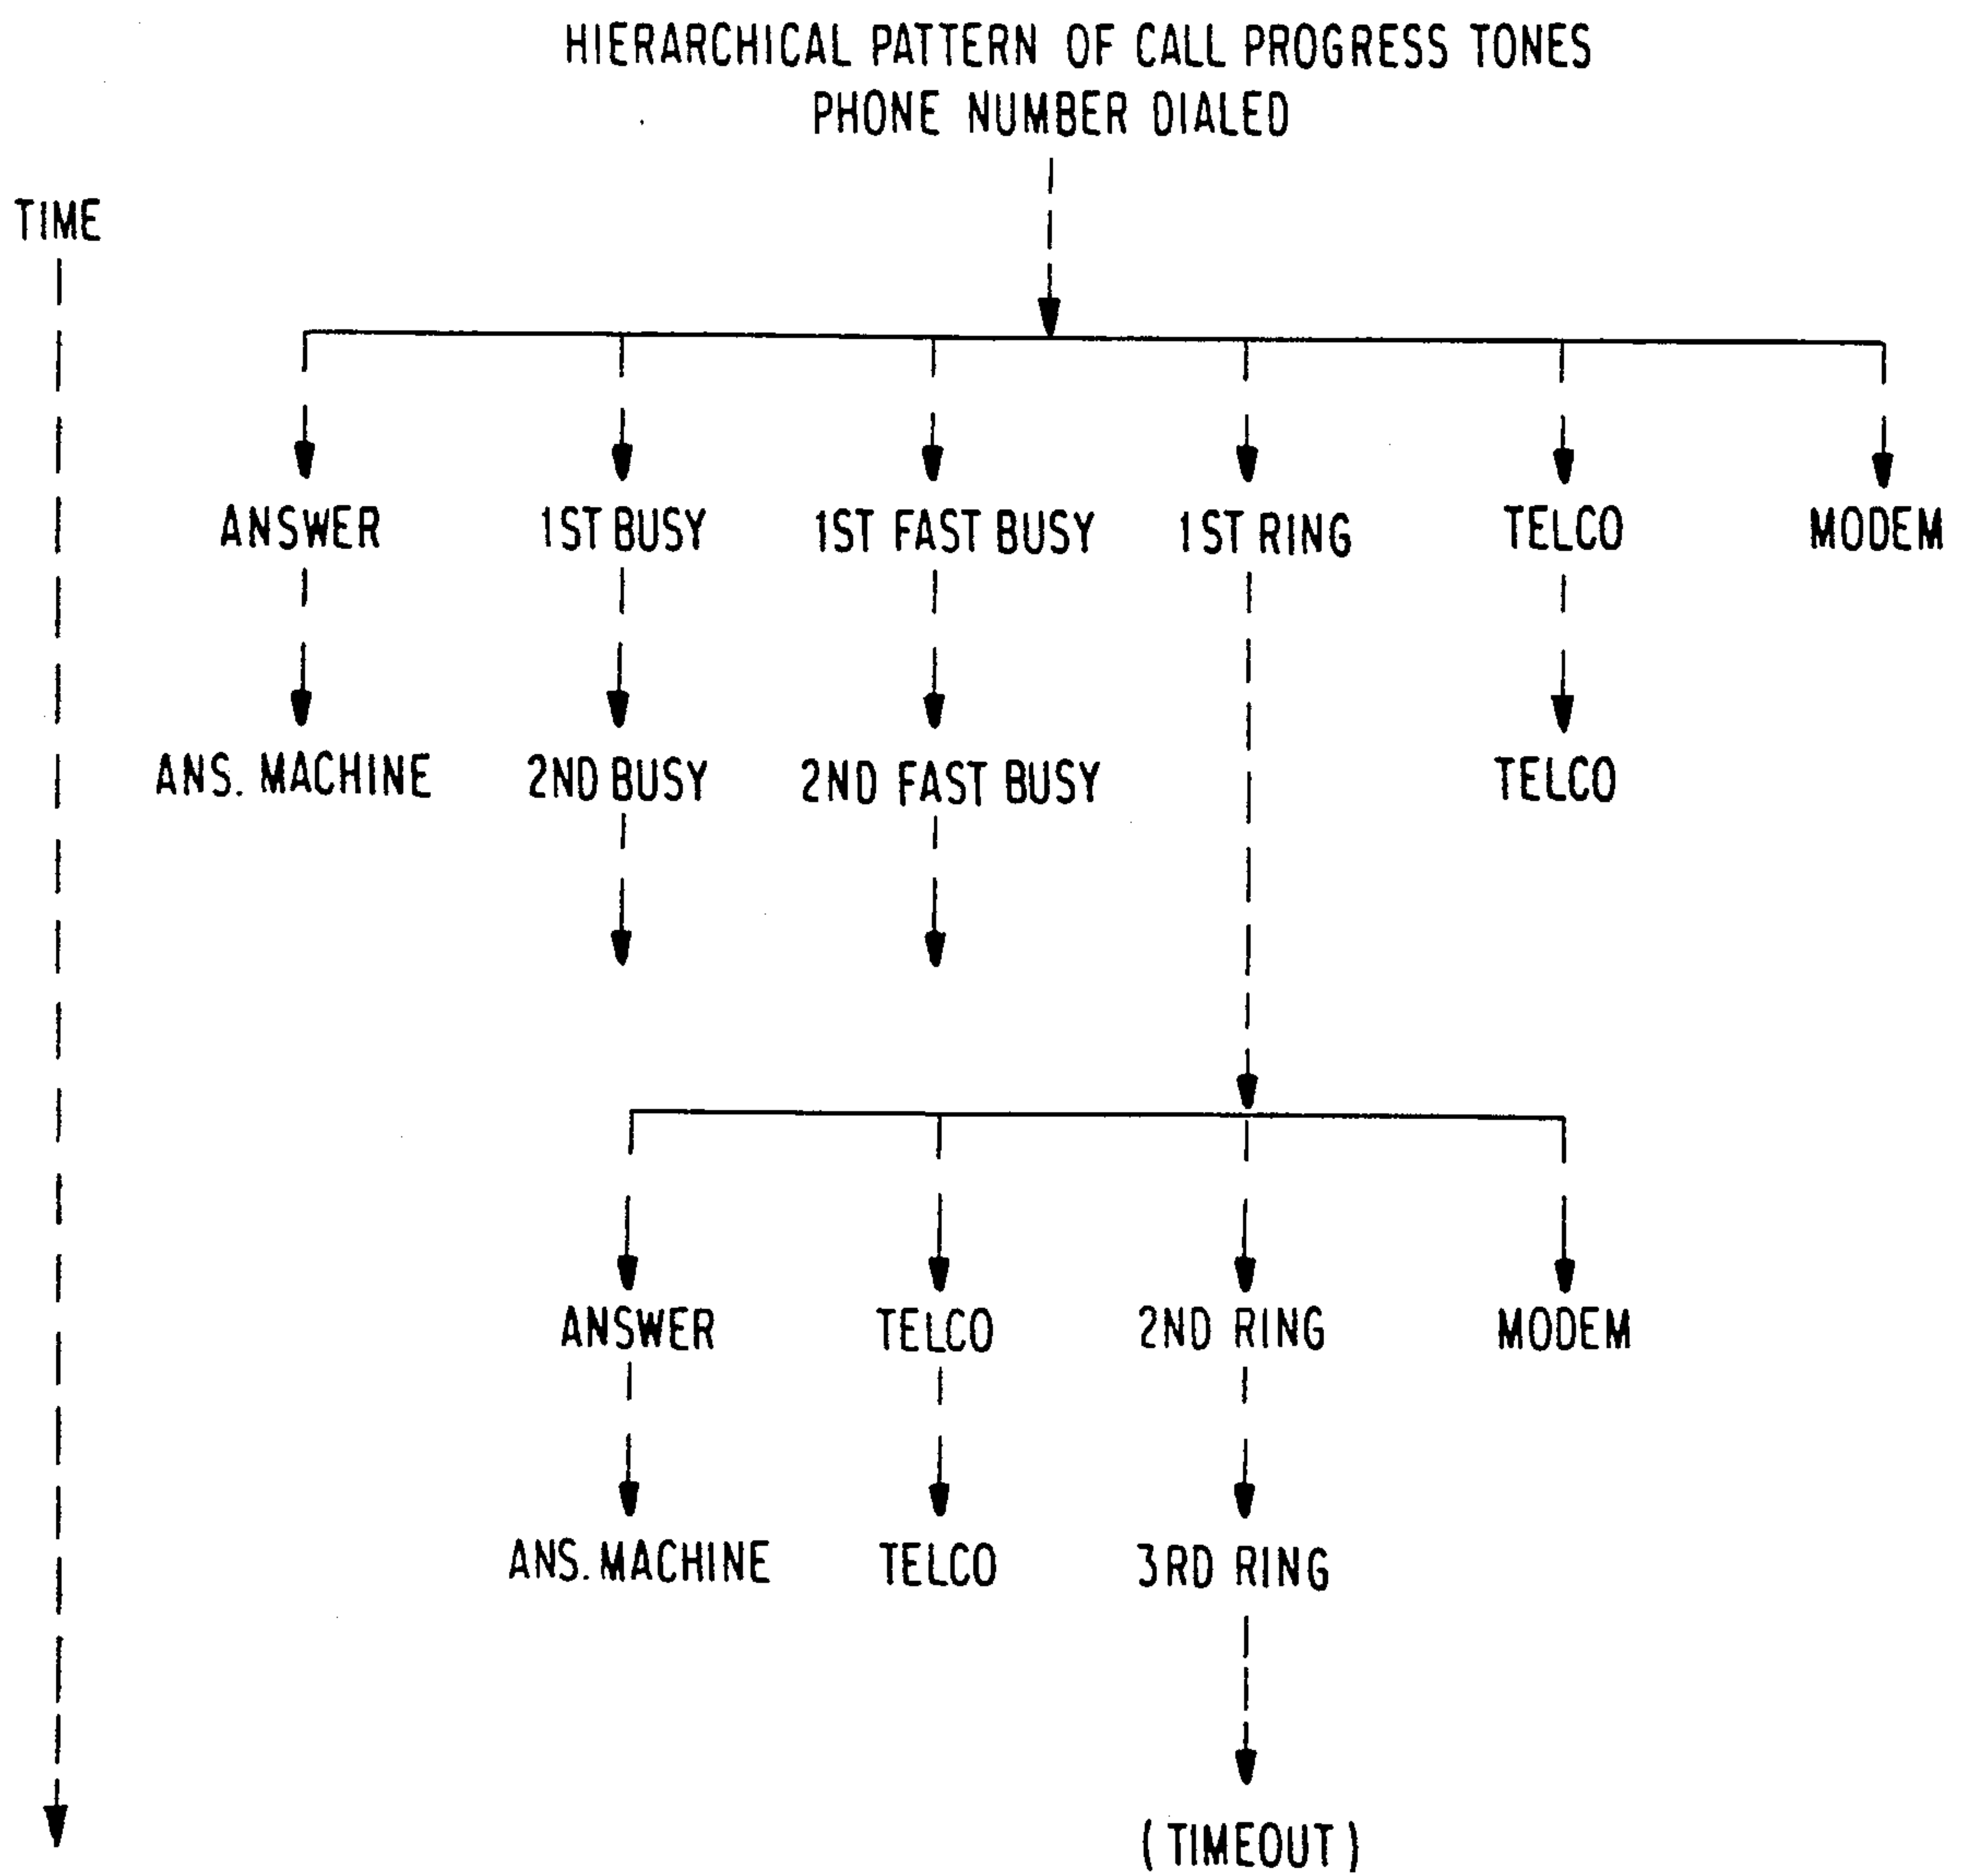 HIERARCHICAL PATTERN OF CALL PROGRESS TONES
PHONE NUMBER DIALED
TIME
ANSWER 1ST BUSY 1ST FAST BUSY 1ST RING TELCO MODEM
ANS. MACHINE 2ND BUSY 2ND FAST BUSY TELCO
ANSWER TELCO 2ND RING MODEM
ANS. MACHINE TELCO 3RD RING
(TIMEOUT)